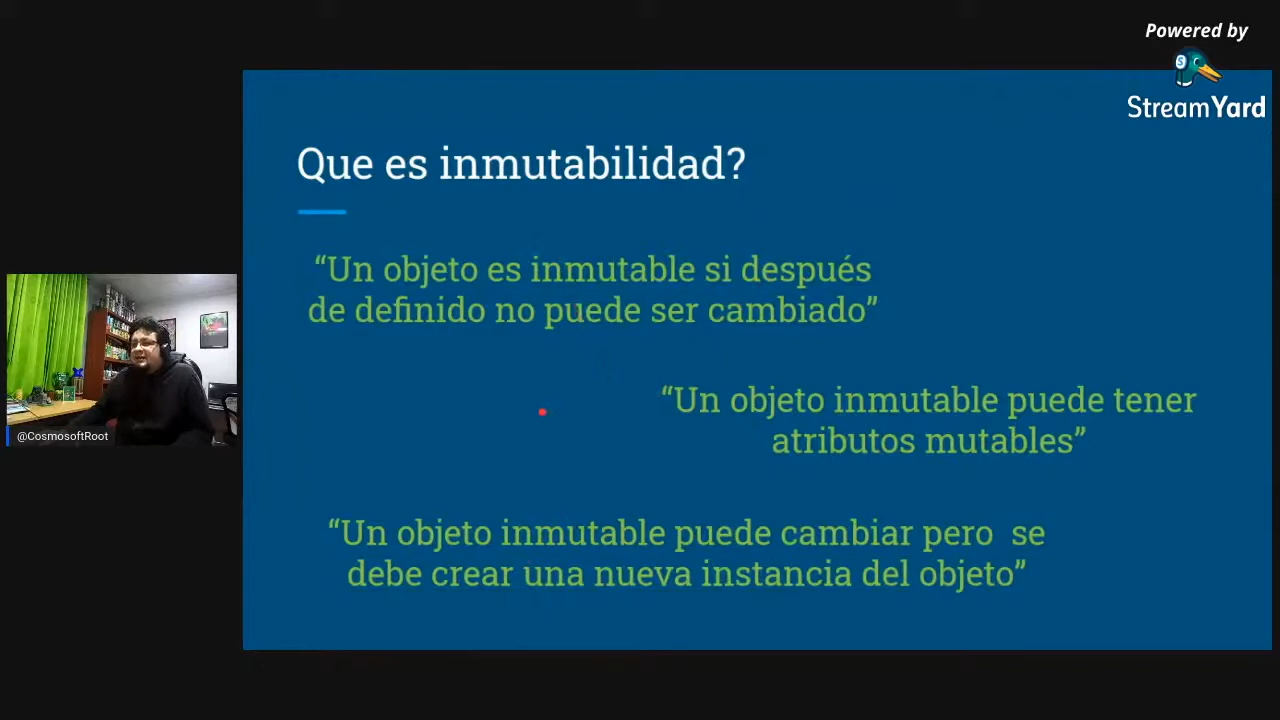 Powered by
StreamYard
Que es inmutabilidad?
“Un objeto es inmutable si después
de definido no puede ser cambiado”
“Un objeto inmutable puede tener
atributos mutables”
“Un objeto inmutable puede cambiar pero se
debe crear una nueva instancia del objeto”
@CosmosoftRoot